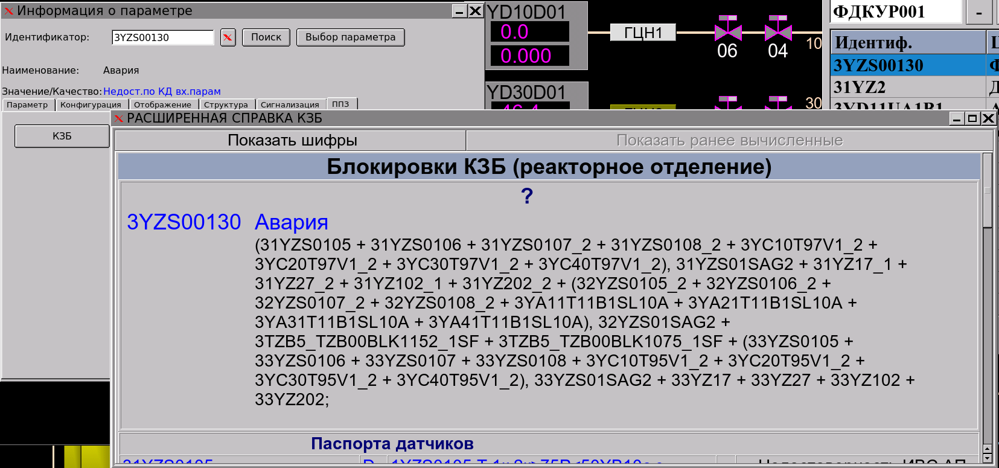 Информация о параметре
Идентификатор: 3YZS00130 Поиск Выбор параметра
Наименование: Авария
Значение/Качество: Недост.по КД вх.парам
Параметр Конфигурация Отображение Структура Сигнализация ППЗ
КЗБ
YD10D01
0.0
0.000
YD30D01
ГЦН1
06
04
10
30
ФДКУР001
-
Идентиф.
3YZS00130
31YZ2
3YD11UA1B1
РАСШИРЕННАЯ СПРАВКА КЗБ
Показать шифры Показать ранее вычисленные
Блокировки КЗБ (реакторное отделение)
?
3YZS00130 Авария
(31YZS0105 + 31YZS0106 + 31YZS0107_2 + 31YZS0108_2 + 3YC10T97V1_2 +
3YC20T97V1_2 + 3YC30T97V1_2 + 3YC40T97V1_2), 31YZS01SAG2 + 31YZ17_1 +
31YZ27_2 + 31YZ102_1 + 31YZ202_2 + (32YZS0105_2 + 32YZS0106_2 +
32YZS0107_2 + 32YZS0108_2 + 3YA11T11B1SL10A + 3YA21T11B1SL10A +
3YA31T11B1SL10A + 3YA41T11B1SL10A), 32YZS01SAG2 +
3TZB5_TZB00BLK1152_1SF + 3TZB5_TZB00BLK1075_1SF + (33YZS0105 +
33YZS0106 + 33YZS0107 + 33YZS0108 + 3YC10T95V1_2 + 3YC20T95V1_2 +
3YC30T95V1_2 + 3YC40T95V1_2), 33YZS01SAG2 + 33YZ17 + 33YZ27 + 33YZ102 +
33YZ202;
Паспорта датчиков
31YZS0105